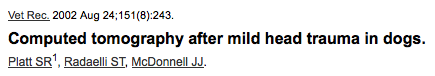 Vet Rec. 2002 Aug 24;151(8):243.
Computed tomography after mild head trauma in dogs.
Platt SR1, Radaelli ST, McDonnell JJ.